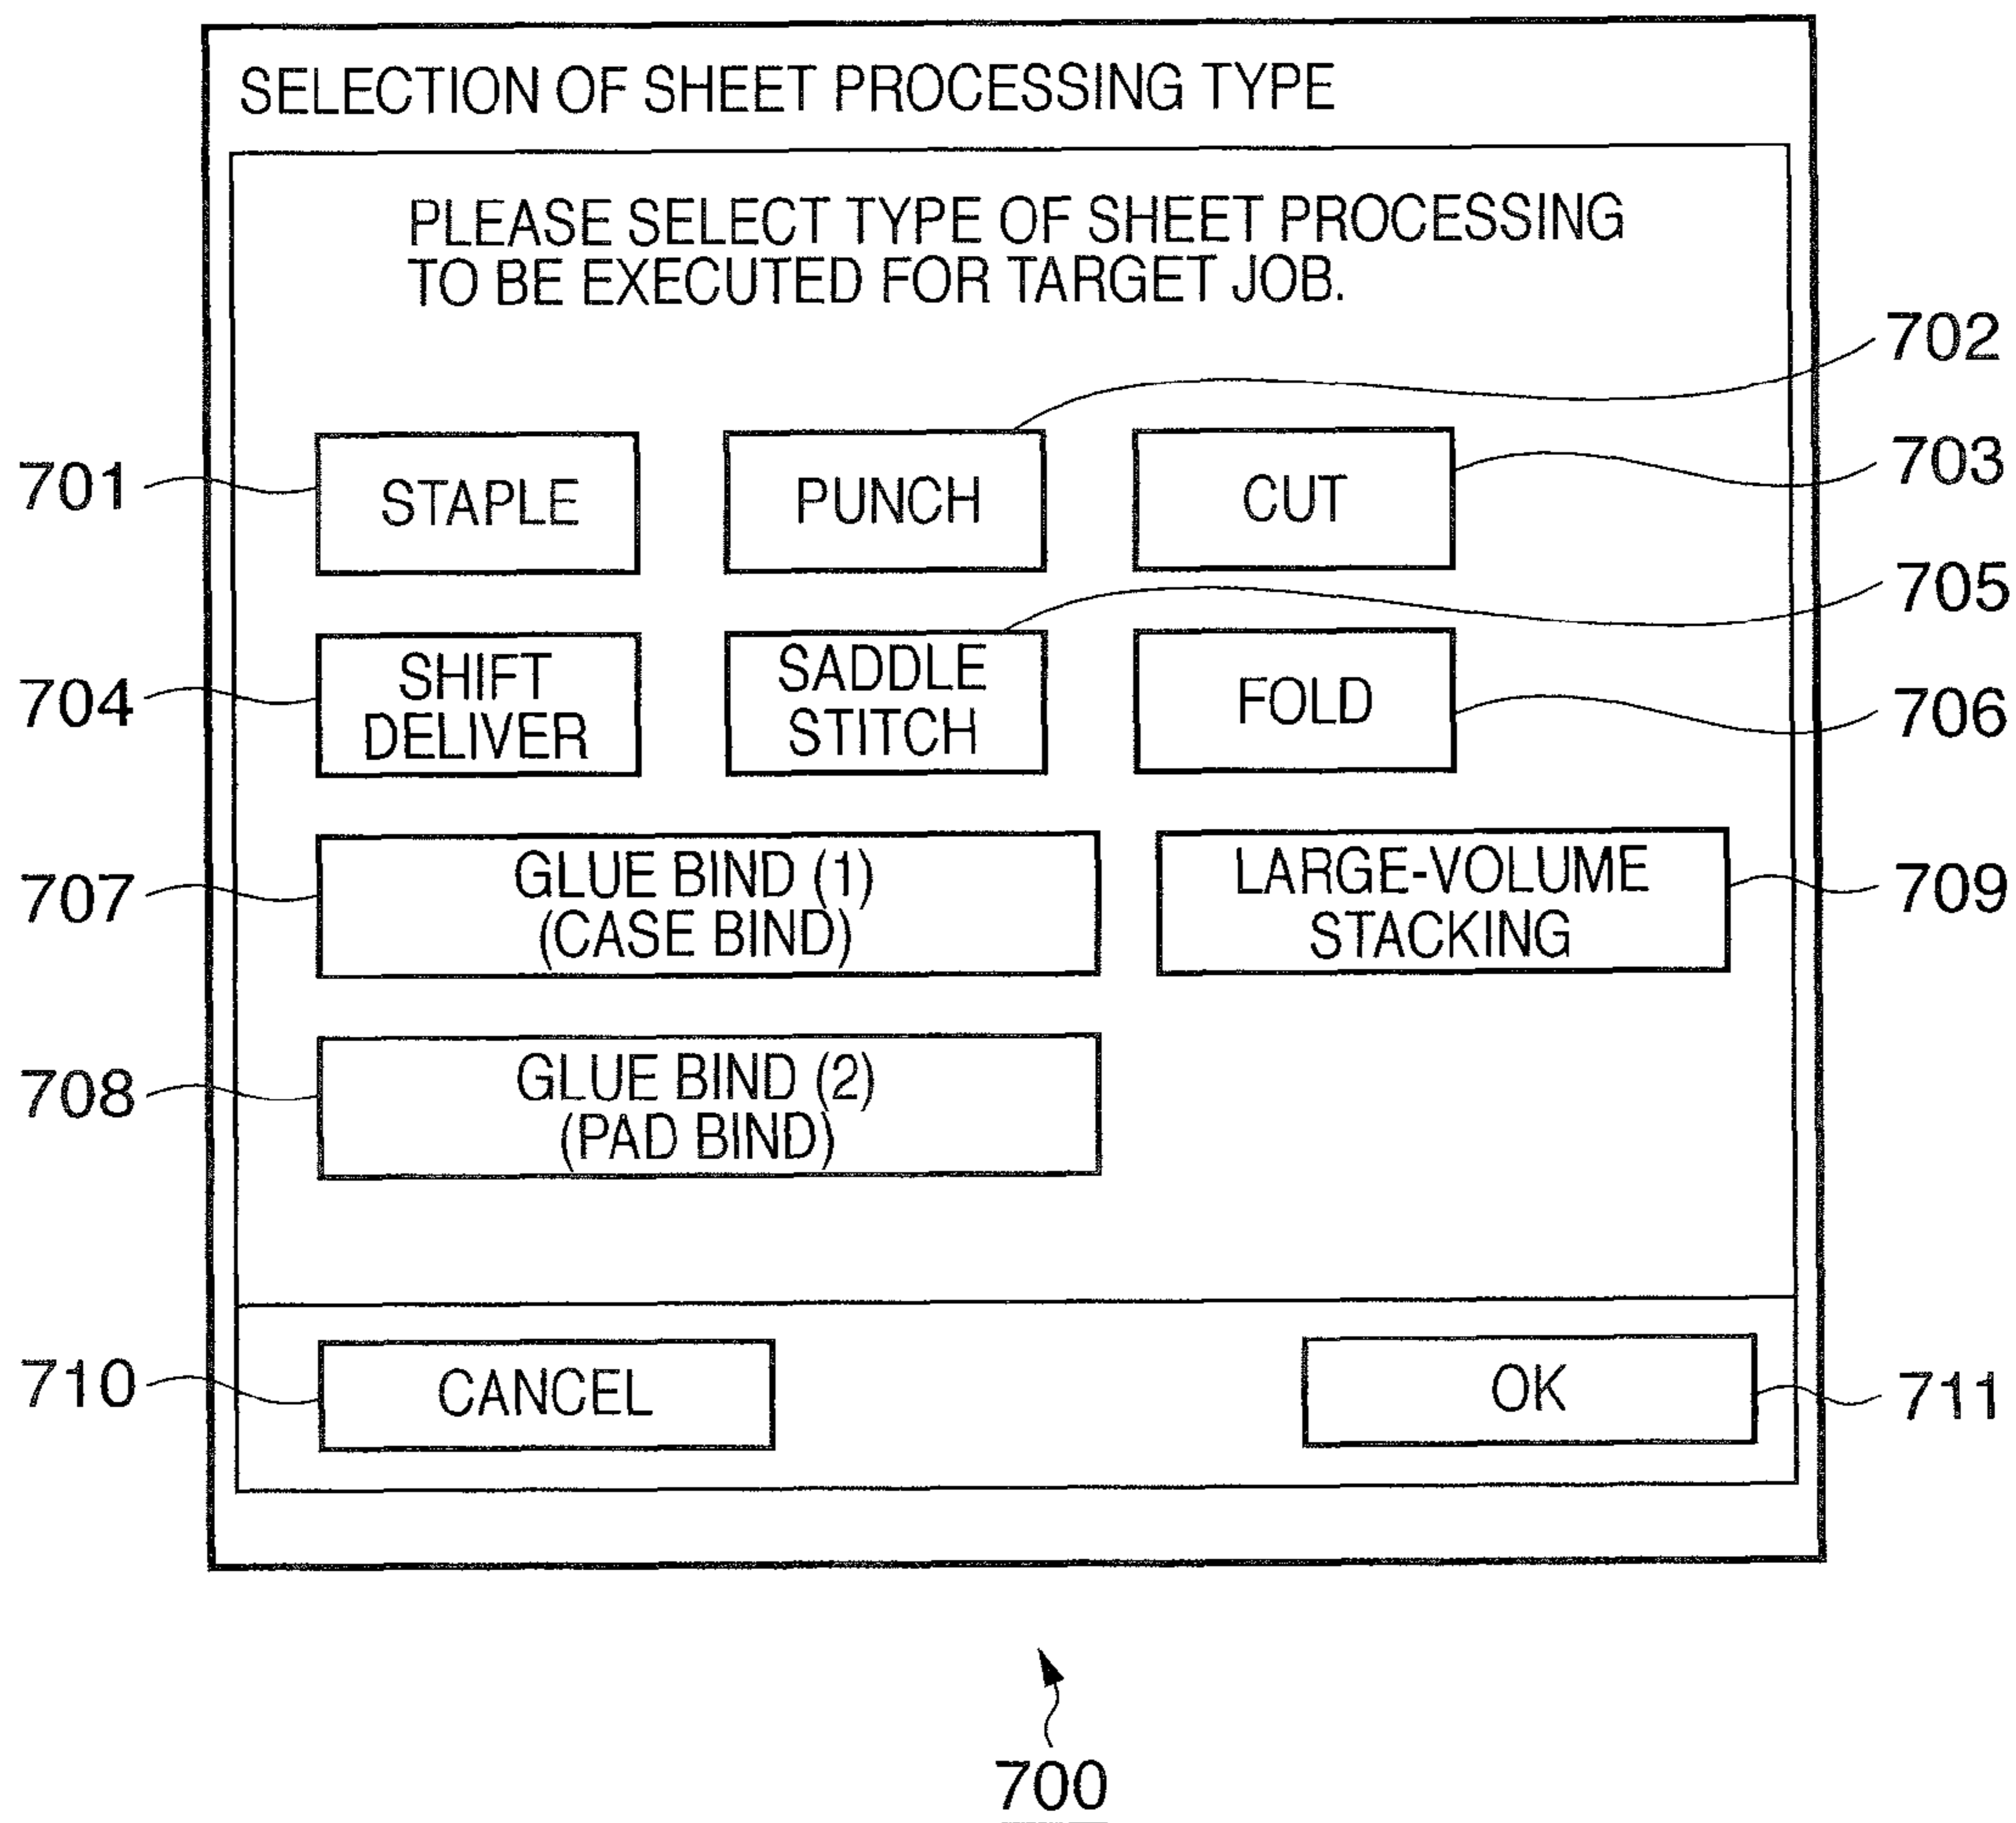 SELECTION OF SHEET PROCESSING TYPE
PLEASE SELECT TYPE OF SHEET PROCESSING
TO BE EXECUTED FOR TARGET JOB.
702
701
STAPLE
PUNCH
CUT
703
705
704
SHIFT
DELIVER
SADDLE
STITCH
FOLD
706
707
GLUE BIND (1)
(CASE BIND)
LARGE-VOLUME
STACKING
709
708
GLUE BIND (2)
(PAD BIND)
710
CANCEL
OK
711
700